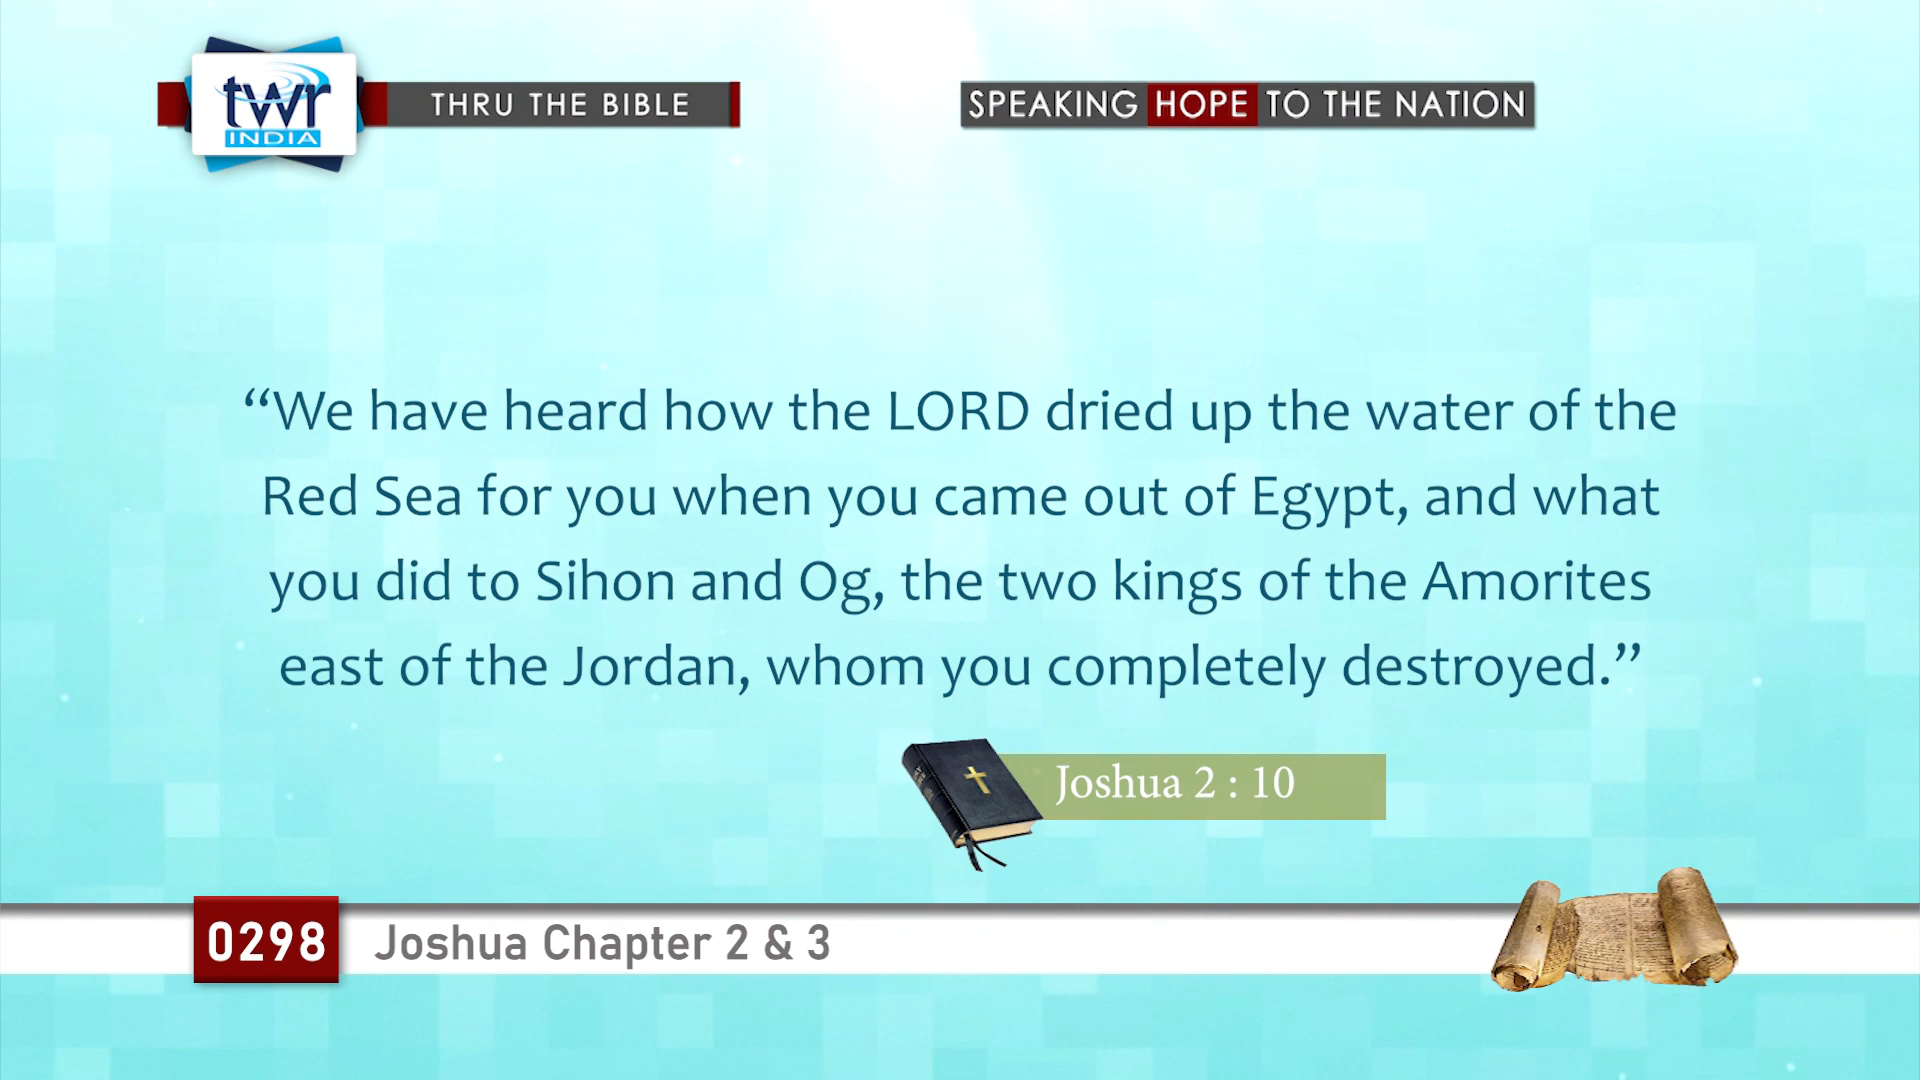 twr
INDIA
THRU THE BIBLE
SPEAKING HOPE TO THE NATION
“We have heard how the LORD dried up the water of the
Red Sea for you when you came out of Egypt, and what
you did to Sihon and Og, the two kings of the Amorites
east of the Jordan, whom you completely destroyed.”
Joshua 2 : 10
0298
Joshua Chapter 2 & 3